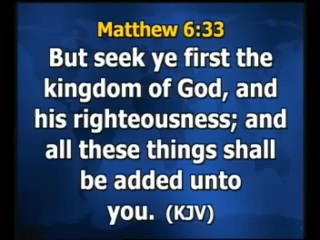 Matthew 6:33
But seek ye first the
kingdom of God, and
his righteousness; and
all these things shall
be added unto
you. (KJV)